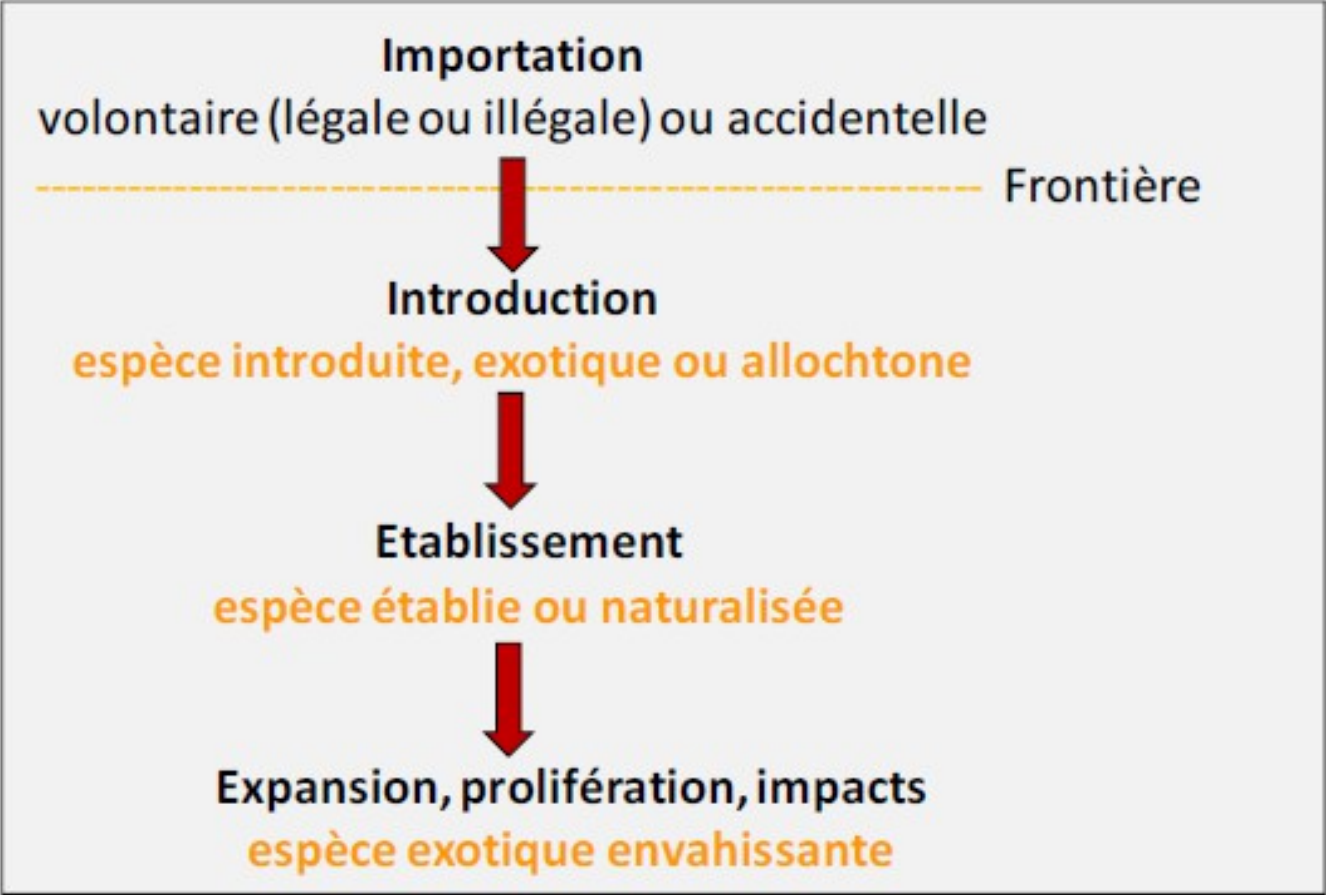 Importation
volontaire (légale ou illégale) ou accidentelle
Frontière
Introduction
espèce introduite, exotique ou allochtone
Etablissement
espèce établie ou naturalisée
Expansion, prolifération, impacts
espèce exotique envahissante